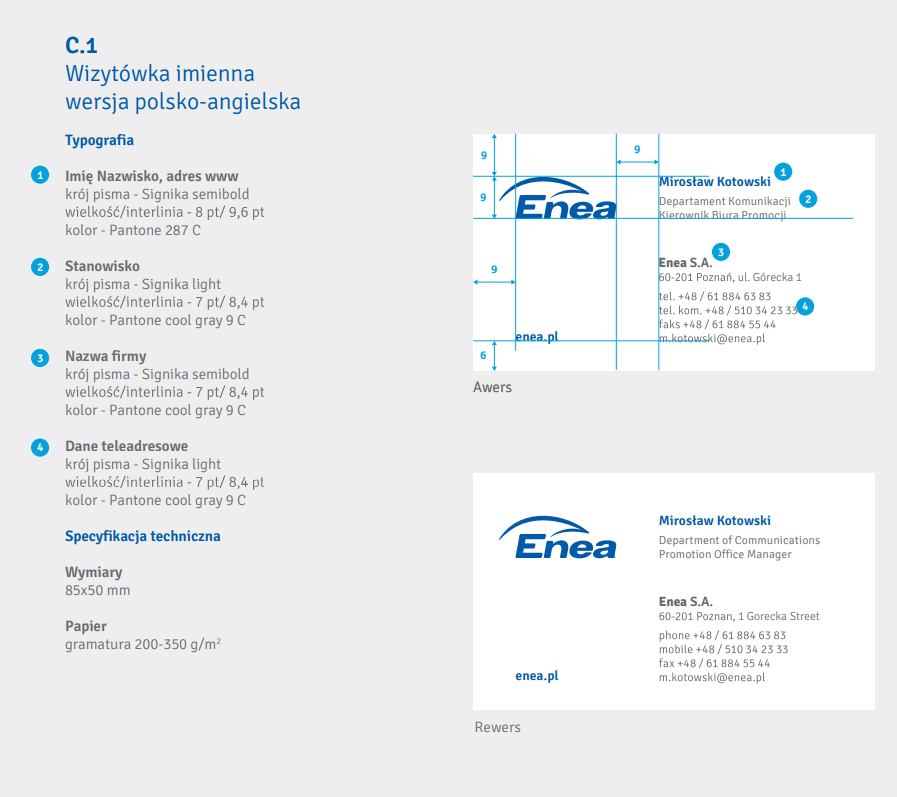 C.1
Wizytówka imienna
wersja polsko-angielska
Typografia
1
Imię Nazwisko, adres www
krój pisma - Signika semibold
wielkość/interlinia - 8 pt/ 9,6 pt
kolor - Pantone 287 C
2
Stanowisko
krój pisma - Signika light
wielkość/interlinia - 7 pt/ 8,4 pt
kolor - Pantone cool gray 9 C
3
Nazwa firmy
krój pisma - Signika semibold
wielkość/interlinia - 7 pt/ 8,4 pt
kolor - Pantone cool gray 9 C
4
Dane teleadresowe
krój pisma - Signika light
wielkość/interlinia - 7 pt/ 8,4 pt
kolor - Pantone cool gray 9 C
Specyfikacja techniczna
Wymiary
85x50 mm
Papier
gramatura 200-350 g/m²
9
9
9
9
6
Enea
enea.pl
1
Mirosław Kotowski
2
Departament Komunikacji
Kierownik Biura Promocji
3
Enea S.A.
60-201 Poznań, ul. Górecka 1
4
tel. +48 / 61 884 63 83
tel. kom. +48 / 510 34 23 33
faks +48 / 61 884 55 44
m.kotowski@enea.pl
Awers
Enea
enea.pl
Mirosław Kotowski
Department of Communications
Promotion Office Manager
Enea S.A.
60-201 Poznan, 1 Gorecka Street
phone +48 / 61 884 63 83
mobile +48 / 510 34 23 33
fax +48 / 61 884 55 44
m.kotowski@enea.pl
Rewers